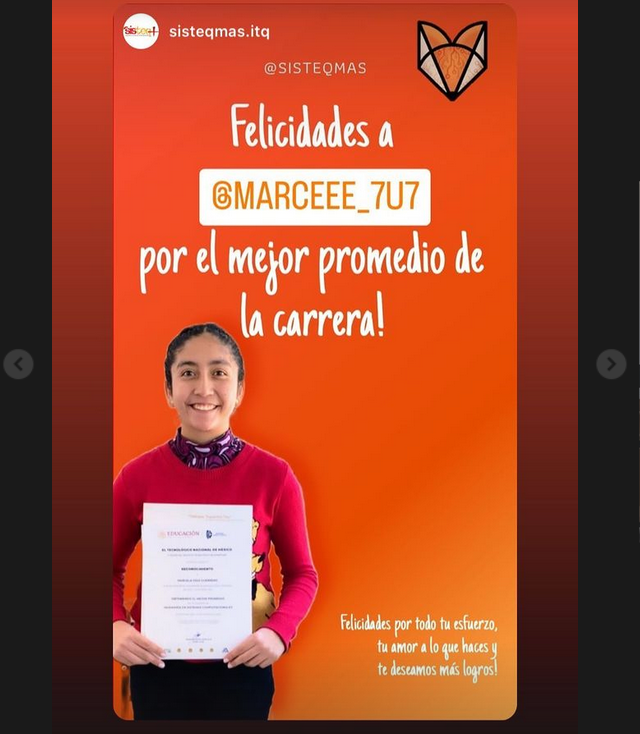 sisteqmas.itq
@SISTEQMAS
Felicidades a
@MARCEEE_7U7
por el mejor promedio de
la carrera!
EDUCACIÓN
EL TECNOLÓGICO NACIONAL DE MÉXICO
RECONOCIMIENTO
Felicidades por todo tu esfuerzo,
tu amor a lo que haces y
te deseamos más logros!